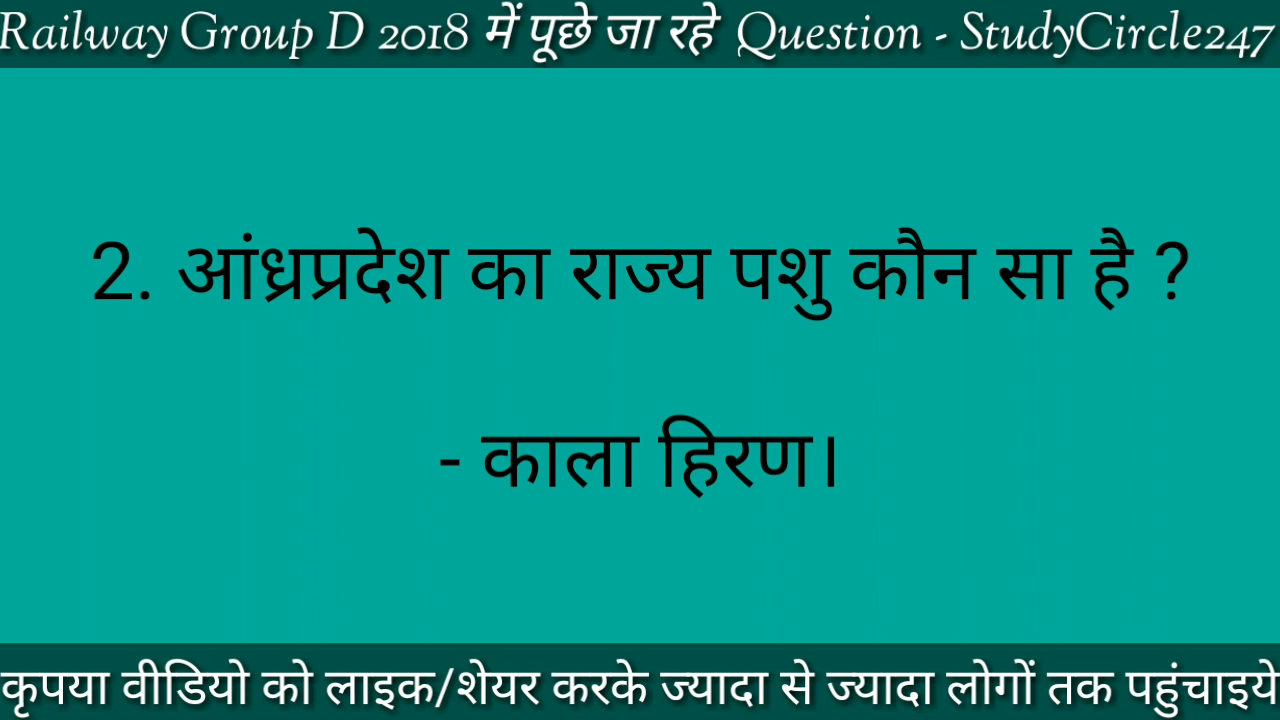 Railway Group D 2018 में पूछे जा रहे Question - StudyCircle247
2. आंध्रप्रदेश का राज्य पशु कौन सा है ?
- काला हिरण।
कृपया वीडियो को लाइक/शेयर करके ज्यादा से ज्यादा लोगों तक पहुंचाइये